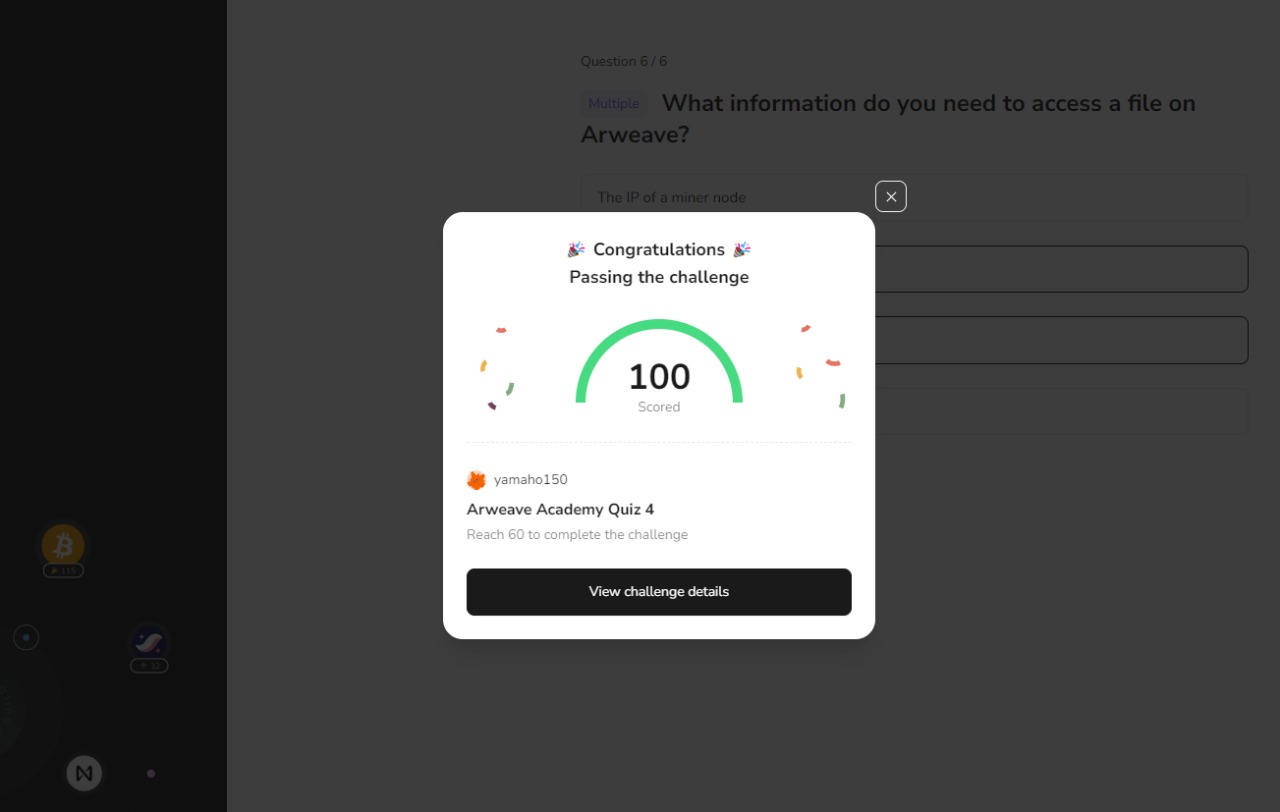 Question 6 / 6
Multiple What information do you need to access a file on
Arweave?
The IP of a miner node
Congratulations
Passing the challenge
100
Scored
yamaho150
Arweave Academy Quiz 4
Reach 60 to complete the challenge
View challenge details
115
32